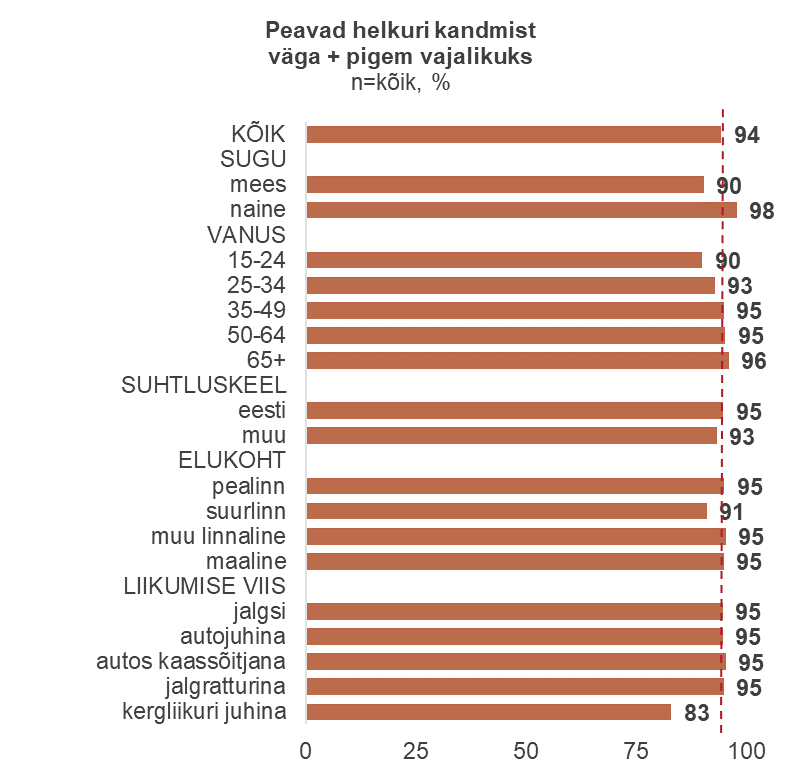 Peavad helkuri kandmist
väga + pigem vajalikuks
n=kõik, %
KÕIK 94
SUGU
mees 90
naine 98
VANUS
15-24 90
25-34 93
35-49 95
50-64 95
65+ 96
SUHTLUSKEEL
eesti 95
muu 93
ELUKOHT
pealinn 95
suurlinn 91
muu linnaline 95
maaline 95
LIIKUMISE VIIS
jalgsi 95
autojuhina 95
autos kaassõitjana 95
jalgratturina 95
kergliikuri juhina 83
0 25 50 75 100